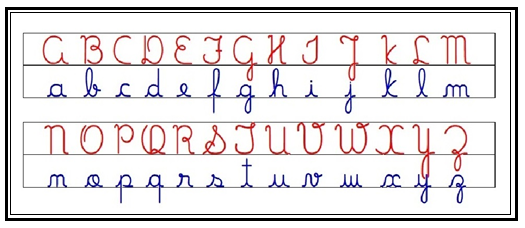 A B C D E F G H I J K L M
a b c d e f g h i j k l m
N O P Q R S T U V W X Y Z
n o p q r s t u v w x y z